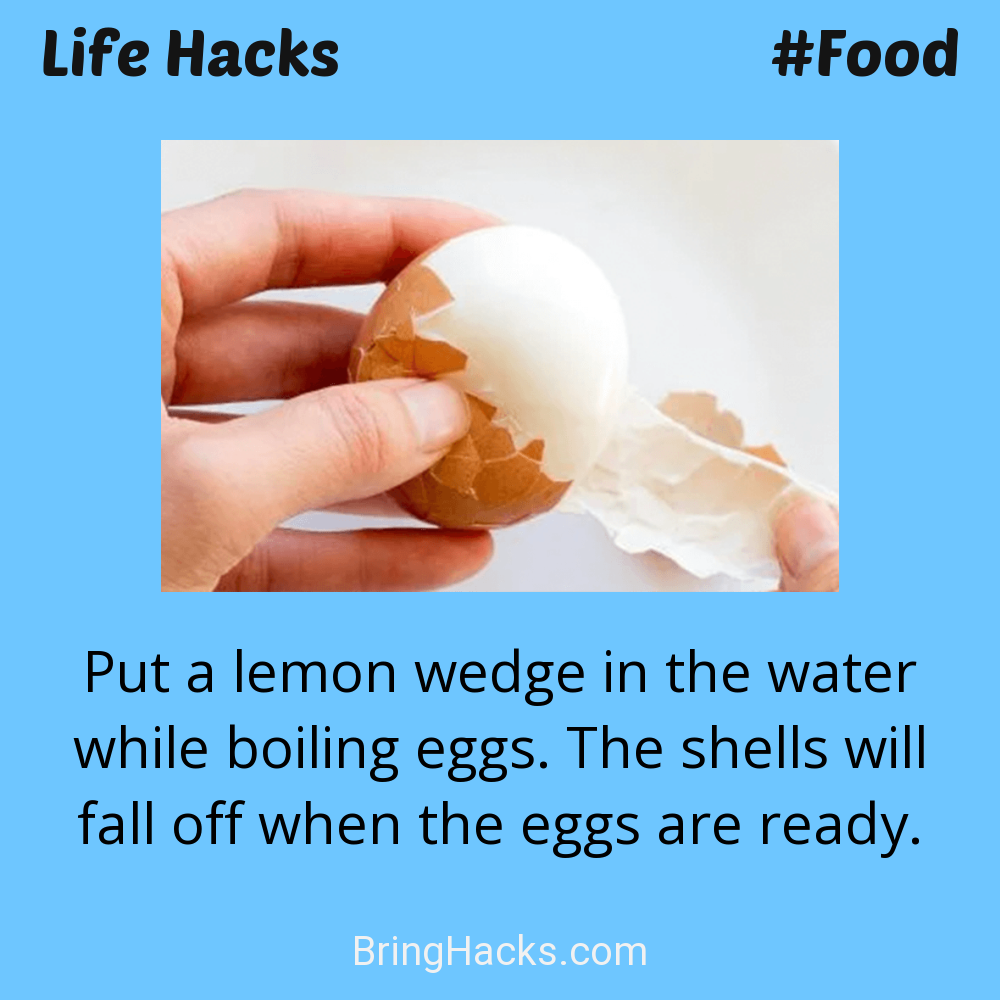 Life Hacks
#Food
Put a lemon wedge in the water
while boiling eggs. The shells will
fall off when the eggs are ready.
BringHacks.com